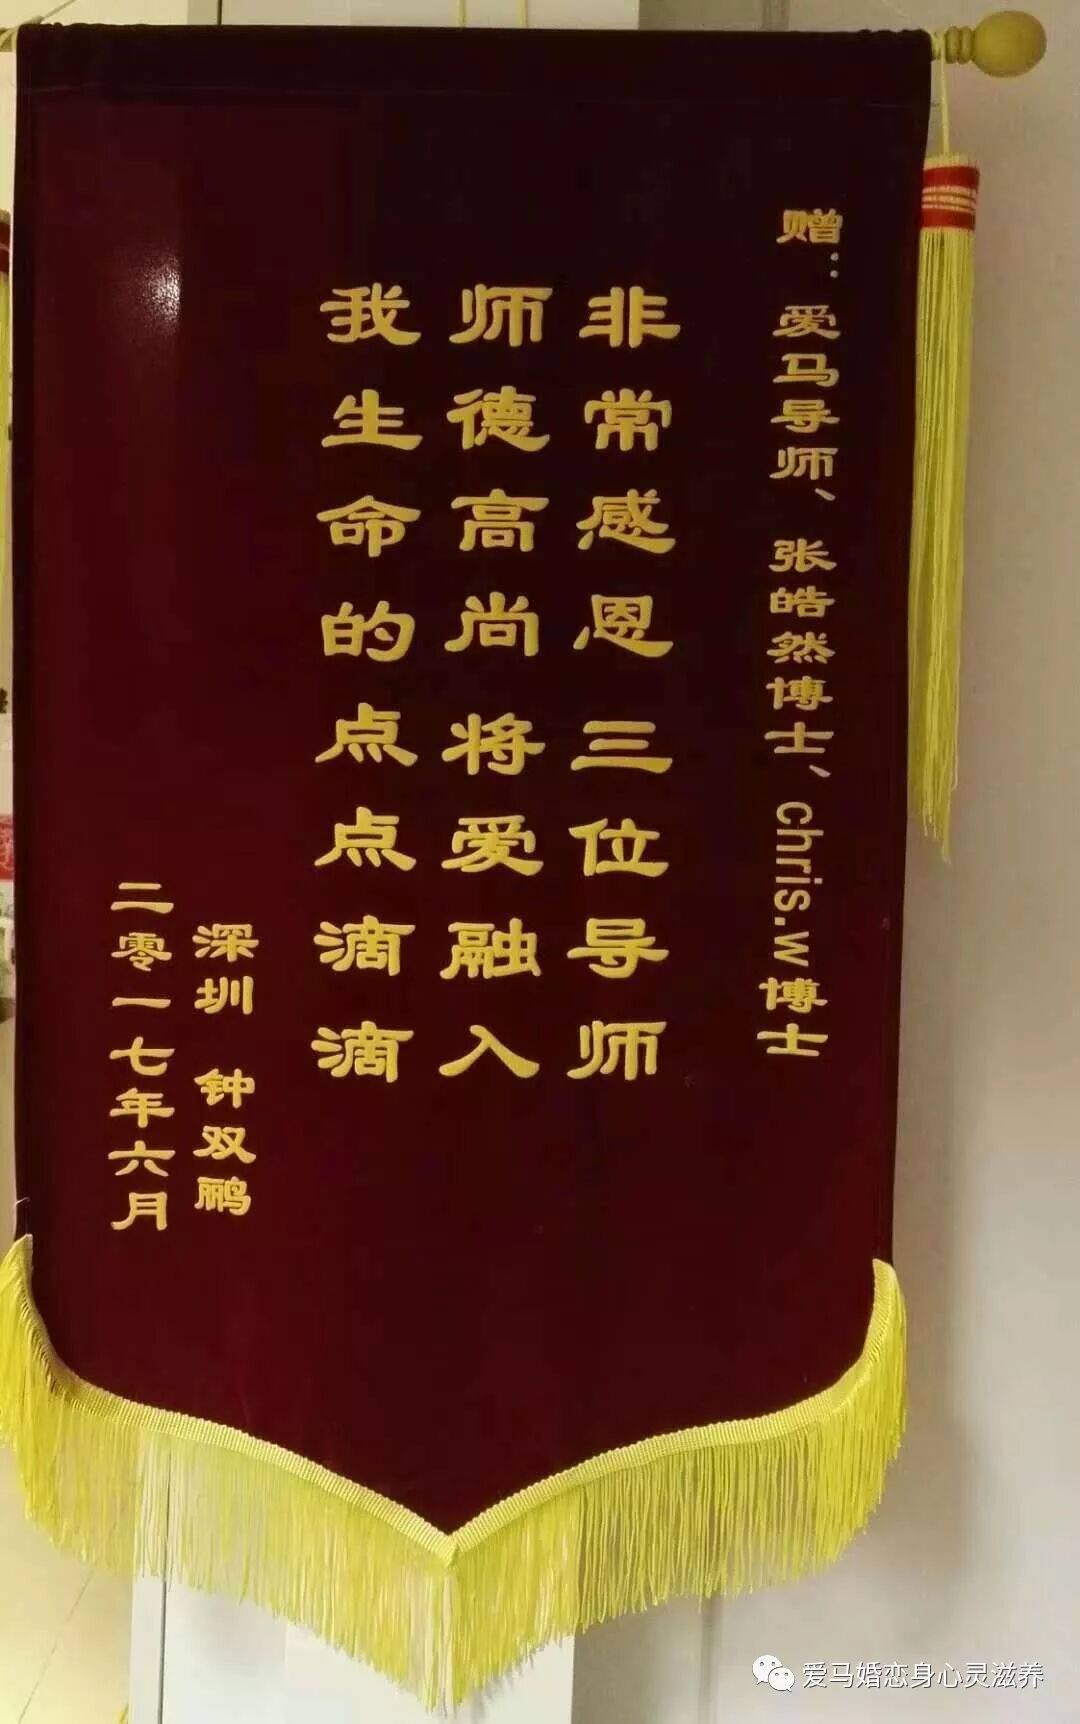 赠：爱马导师、张皓然博士、chris.w博士
非常感恩三位导师
师德高尚将爱融入
我生命的点点滴滴
深圳 钟双鹏
二零一七年六月
爱马婚恋身心灵滋养